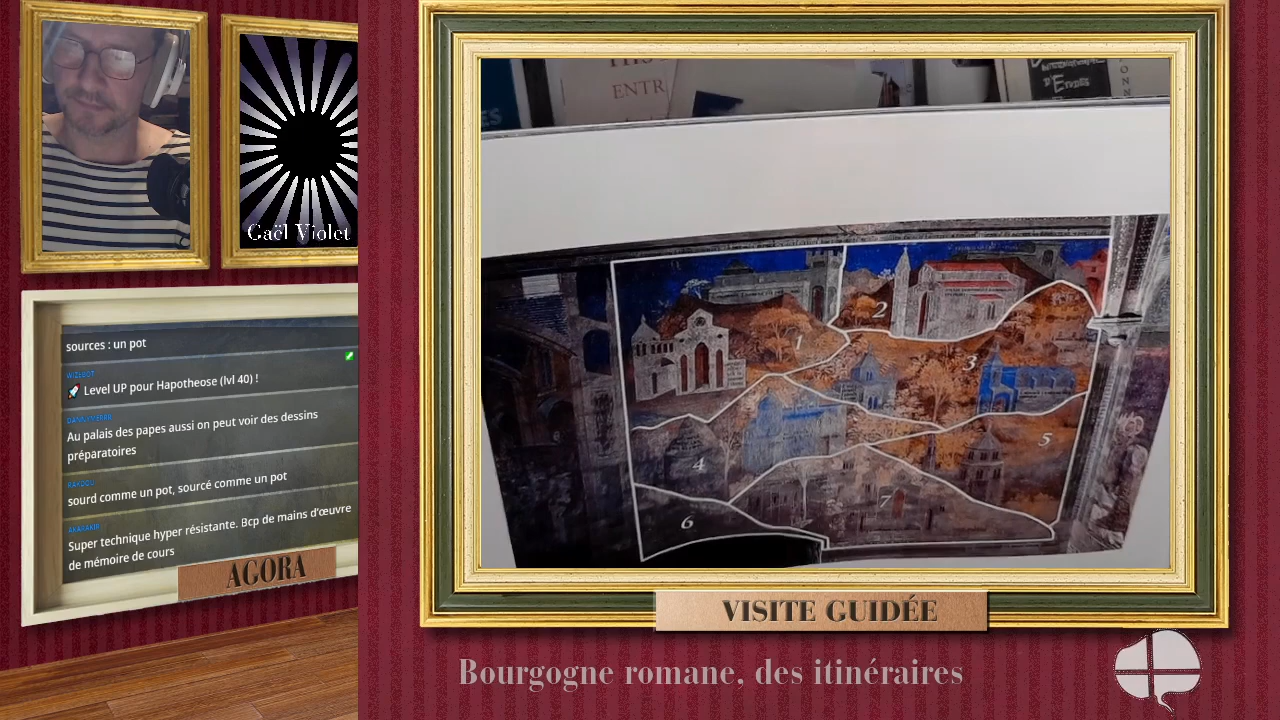 Gaël Violet
sources : un pot
WIZEBOT
🚀 Level UP pour Hapotheose (lvl 40) !
DANNYMERRE
Au palais des papes aussi on peut voir des dessins
préparatoires
sourd comme un pot, sourcé comme un pot
Super technique hyper résistante. Bcp de mains d'œuvre
de mémoire de cours
AGORA
ENTR
D'ETUDES
1
2
3
4
5
6
7
VISITE GUIDÉE
Bourgogne romane, des itinéraires